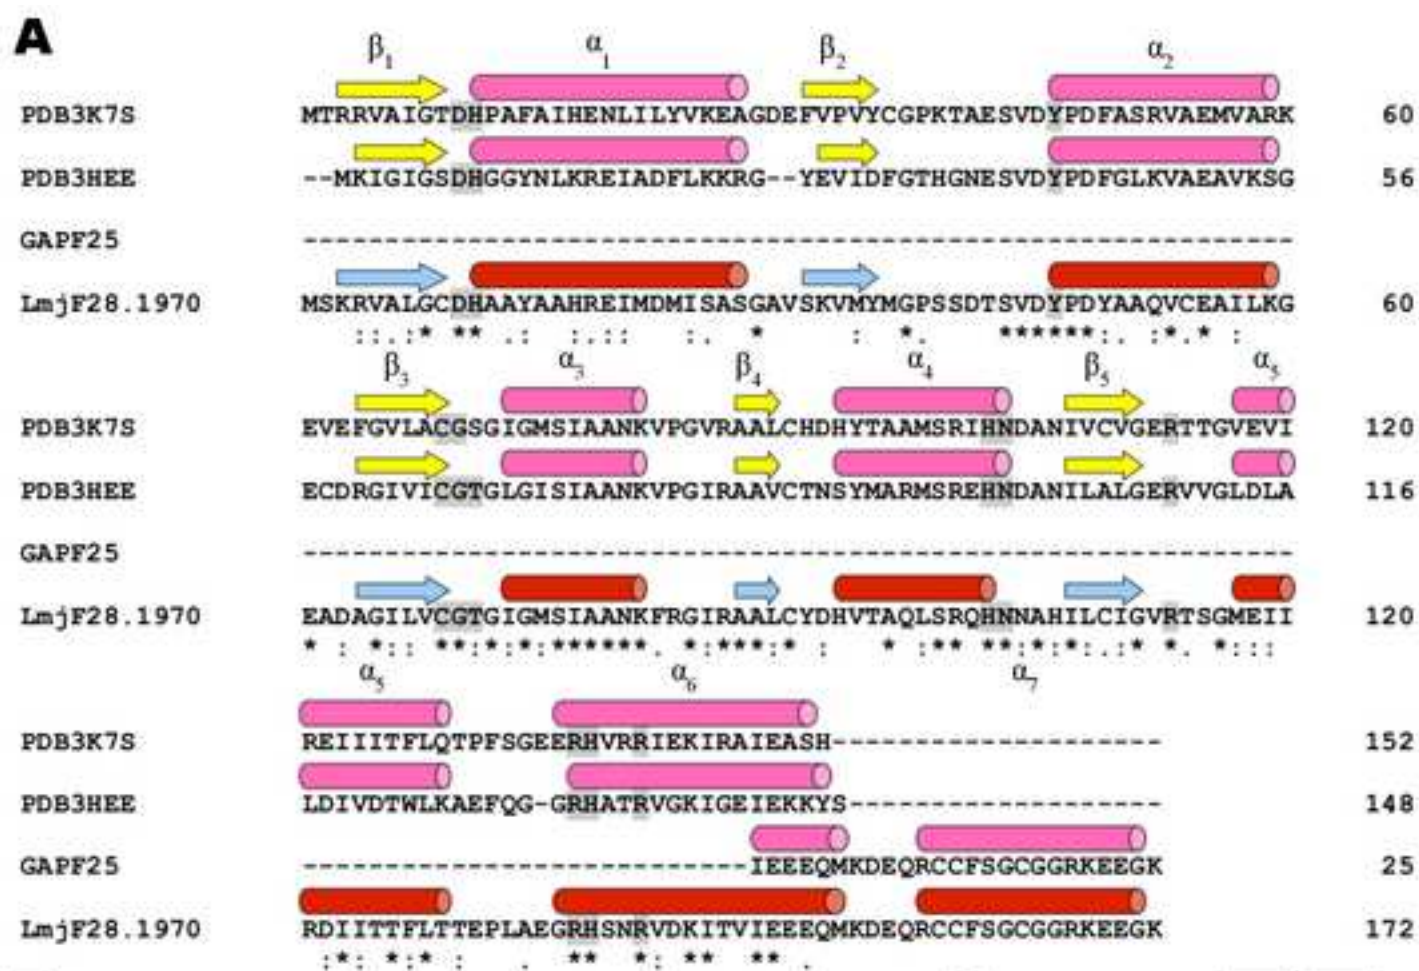 A
β1 α1 β2 α2
PDB3K7S MTRRVAIGTDHPAFAIHENLILYVKEAGDEFVPVYCGPKTAESVDYPDFASRVAEMVARK 60
PDB3HEE --MKIGIGSDHGGYNLKREIADFLKKRG--YEVIDFGTHGNESVDYPDFGLKVAEAVKSG 56
GAPF25 ------------------------------------------------------------
LmjF28.1970 MSKRVALGCDHAAYAAHREIMDMISASGAVSKVMYMGPSSDTSVDYPDYAAQVCEAILKG 60
::.:* ** .: :.:: :. * : *. ******:. :*.* :
β3 α3 β4 α4 β5 α5
PDB3K7S EVEFGVLACGSGIGMSIAANKVPGVRAALCHDHYTAAMSRIHNDANIVCVGERTTGVEVI 120
PDB3HEE ECDRGIVICGTGLGISIAANKVPGIRAAVCTNSYMARMSREHNDANILALGERVVGLDLA 116
GAPF25 ------------------------------------------------------------
LmjF28.1970 EADAGILVCGTGIGMSIAANKFRGIRAALCYDHVTAQLSRQHNNAHILCIGVRTSGMEII 120
* : *:: **:*:*:******. *:***:* : * :** **:*:.:* *. *:::
α5 α6 α7
PDB3K7S REIIITFLQTPFSGEERHVRRIEKIRAIEASH-------------------- 152
PDB3HEE LDIVDTWLKAEFQG-GRHATRVGKIGEIEKKYS------------------- 148
GAPF25 ---------------------------IEEEQMKDEQRCCFSGCGGRKEEGK 25
LmjF28.1970 RDIITTFLTTEPLAEGRHSNRVDKITVIEEEQMKDEQRCCFSGCGGRKEEGK 172
:*: *:* : . ** *: ** ** .